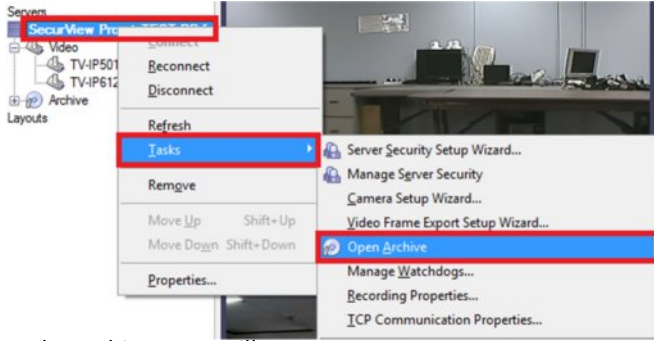 Servers
SecurView Pro
Video
TV-IP501
TV-IP612
Archive
Layouts
Connect
Reconnect
Disconnect
Refresh
Tasks
Remove
Move Up Shift+Up
Move Down Shift+Down
Properties...
Server Security Setup Wizard...
Manage Server Security
Camera Setup Wizard...
Video Frame Export Setup Wizard...
Open Archive
Manage Watchdogs...
Recording Properties...
TCP Communication Properties...